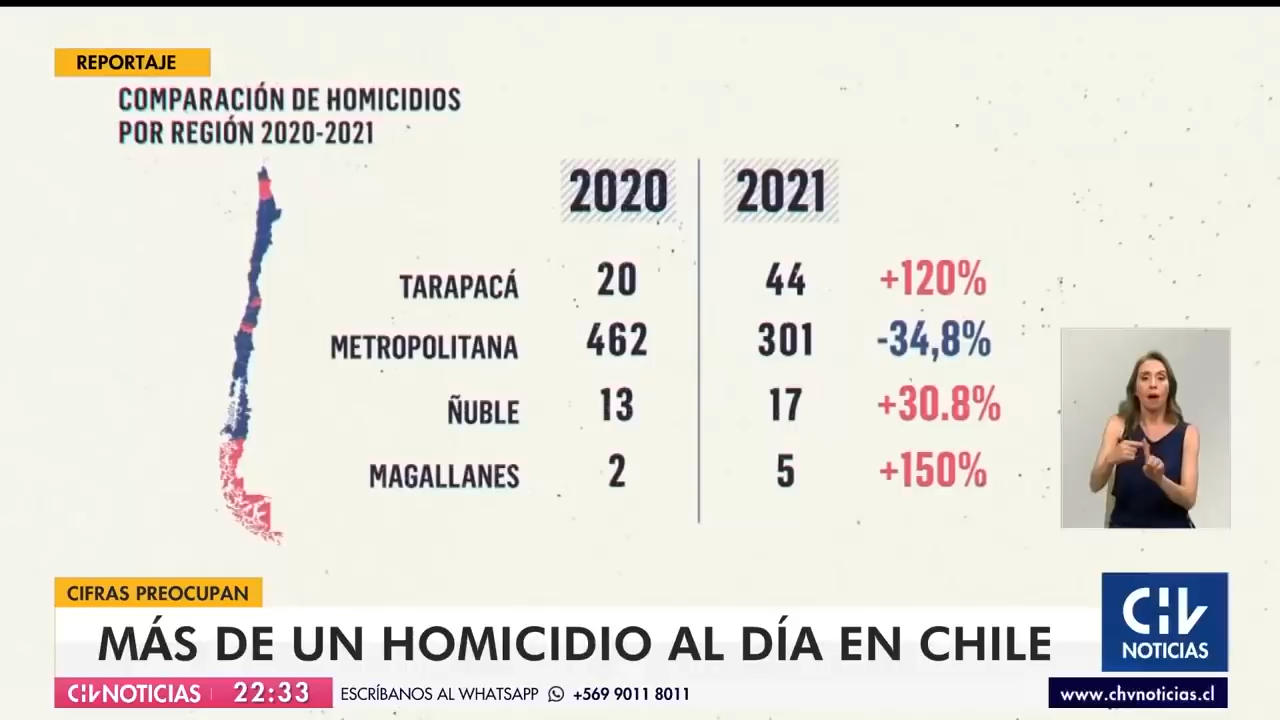 REPORTAJE
COMPARACIÓN DE HOMICIDIOS
POR REGIÓN 2020-2021
2020 2021
TARAPACÁ 20 44 +120%
METROPOLITANA 462 301 -34,8%
ÑUBLE 13 17 +30.8%
MAGALLANES 2 5 +150%
CIFRAS PREOCUPAN
MÁS DE UN HOMICIDIO AL DÍA EN CHILE
CHV
NOTICIAS
CHVNOTICIAS 22:33 ESCRÍBANOS AL WHATSAPP +569 9011 8011
www.chvnoticias.cl